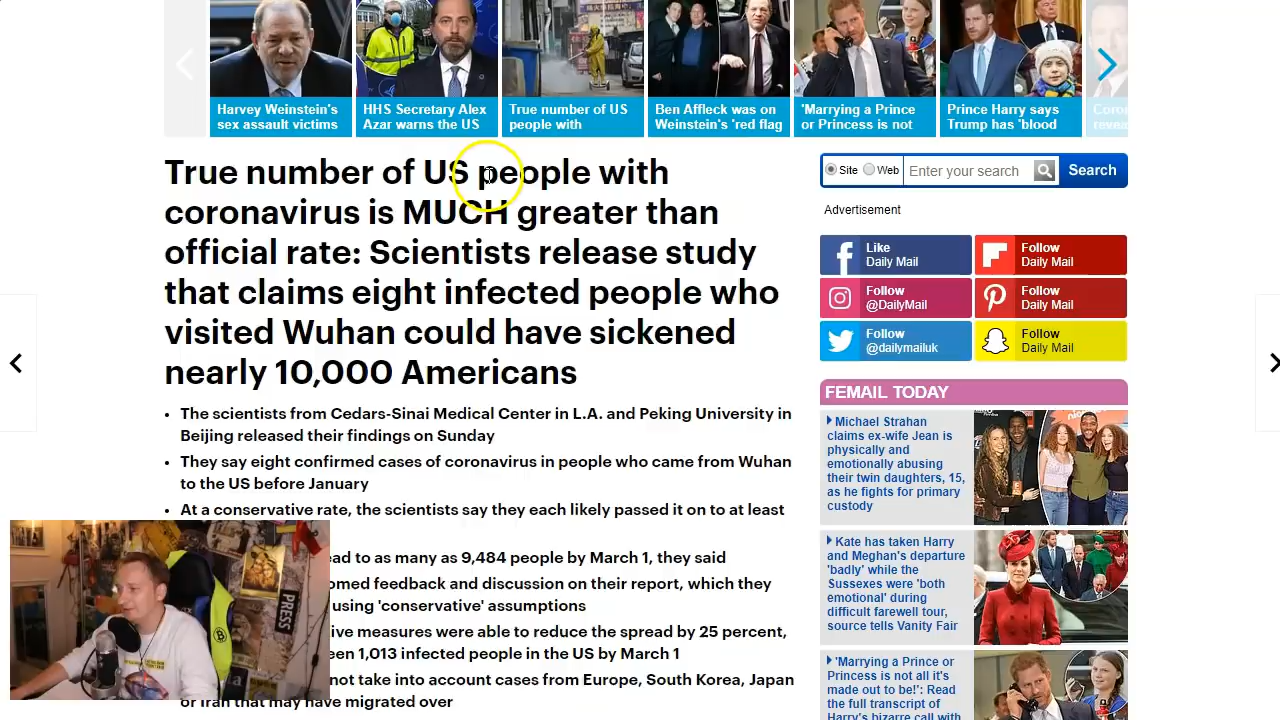 Harvey Weinstein's
sex assault victims
HHS Secretary Alex
Azar warns the US
True number of US
people with
Ben Affleck was on
Weinstein's 'red flag
'Marrying a Prince
or Princess is not
Prince Harry says
Trump has 'blood
True number of US people with
coronavirus is MUCH greater than
official rate: Scientists release study
that claims eight infected people who
visited Wuhan could have sickened
nearly 10,000 Americans
The scientists from Cedars-Sinai Medical Center in L.A. and Peking University in
Beijing released their findings on Sunday
They say eight confirmed cases of coronavirus in people who came from Wuhan
to the US before January
At a conservative rate, the scientists say they each likely passed it on to at least
ead to as many as 9,484 people by March 1, they said
omed feedback and discussion on their report, which they
using 'conservative' assumptions
ive measures were able to reduce the spread by 25 percent,
een 1,013 infected people in the US by March 1
not take into account cases from Europe, South Korea, Japan
or Iran that may have migrated over
PRESS
Site
Web
Enter your search
Search
Advertisement
Like
Daily Mail
Follow
Daily Mail
Follow
@DailyMail
Follow
Daily Mail
Follow
@dailymailuk
Follow
Daily Mail
FEMAIL TODAY
Michael Strahan
claims ex-wife Jean is
physically and
emotionally abusing
their twin daughters, 15,
as he fights for primary
custody
Kate has taken Harry
and Meghan's departure
'badly' while the
Sussexes were 'both
emotional' during
difficult farewell tour,
source tells Vanity Fair
'Marrying a Prince or
Princess is not all it's
made out to be!': Read
the full transcript of
Harry's bizarre call with